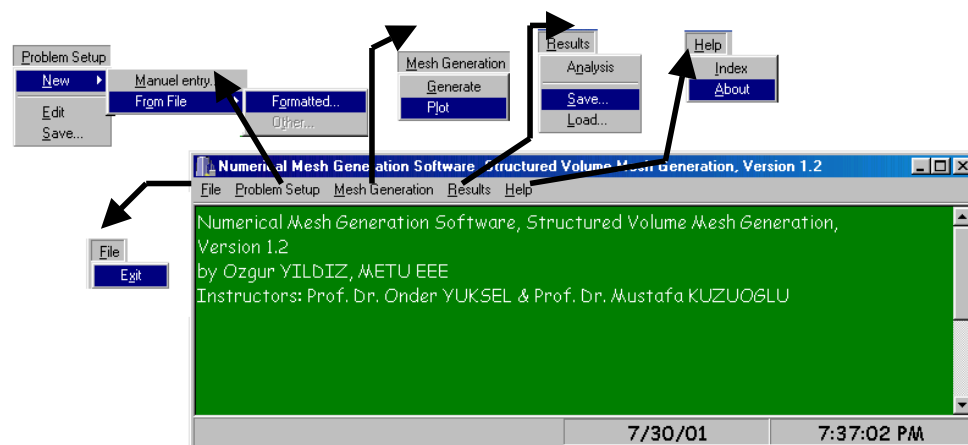 Problem Setup
New
Manuel entry...
From File
Formatted...
Other...
Edit
Save...
Mesh Generation
Generate
Plot
Results
Analysis
Save...
Load...
Help
Index
About
Numerical Mesh Generation Software, Structured Volume Mesh Generation, Version 1.2
File Problem Setup Mesh Generation Results Help
Numerical Mesh Generation Software, Structured Volume Mesh Generation,
Version 1.2
by Ozgur YILDIZ, METU EEE
Instructors: Prof. Dr. Onder YUKSEL & Prof. Dr. Mustafa KUZUOGLU
File
Exit
7/30/01 7:37:02 PM